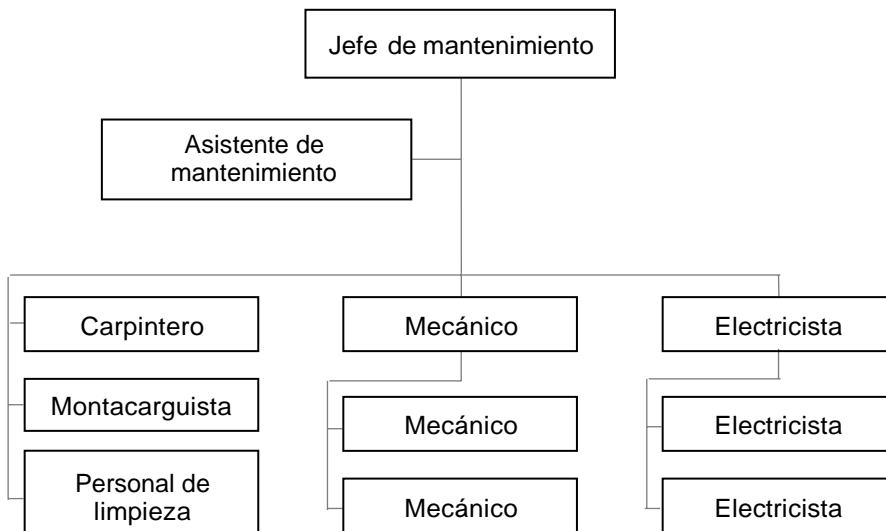 Jefe de mantenimiento
Asistente de
mantenimiento
Carpintero
Mecánico
Electricista
Montacarguista
Mecánico
Electricista
Personal de
limpieza
Mecánico
Electricista